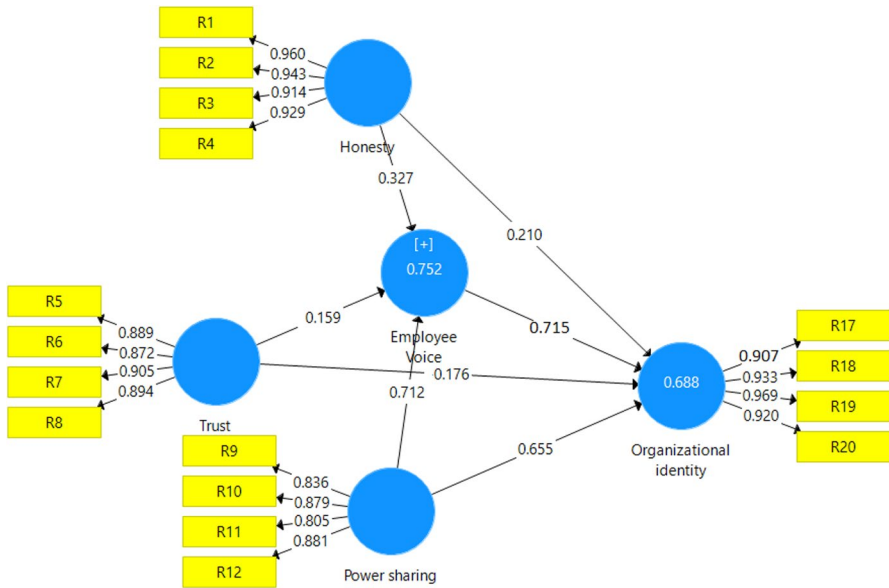 R1
R2
R3
R4
0.960
0.943
0.914
0.929
Honesty
0.327
0.210
[+]
0.752
Employee
Voice
0.159
0.715
R5
R6
R7
R8
0.889
0.872
0.905
0.894
Trust
0.176
0.712
0.655
R9
R10
R11
R12
0.836
0.879
0.805
0.881
Power sharing
0.688
Organizational
identity
0.907
0.933
0.969
0.920
R17
R18
R19
R20